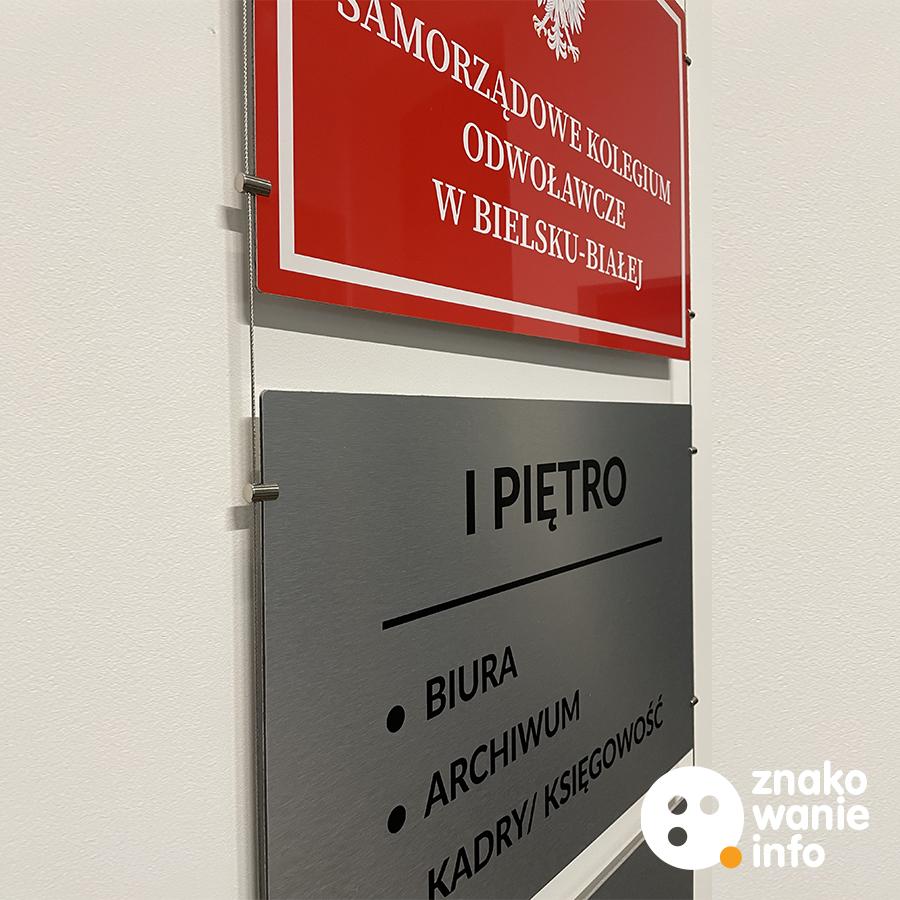 SAMORZĄDOWE KOLEGIUM
ODWOŁAWCZE
W BIELSKU-BIAŁEJ
I PIĘTRO
• BIURA
• ARCHIWUM
KADRY/ KSIĘGOWOŚĆ
znako
wanie
info